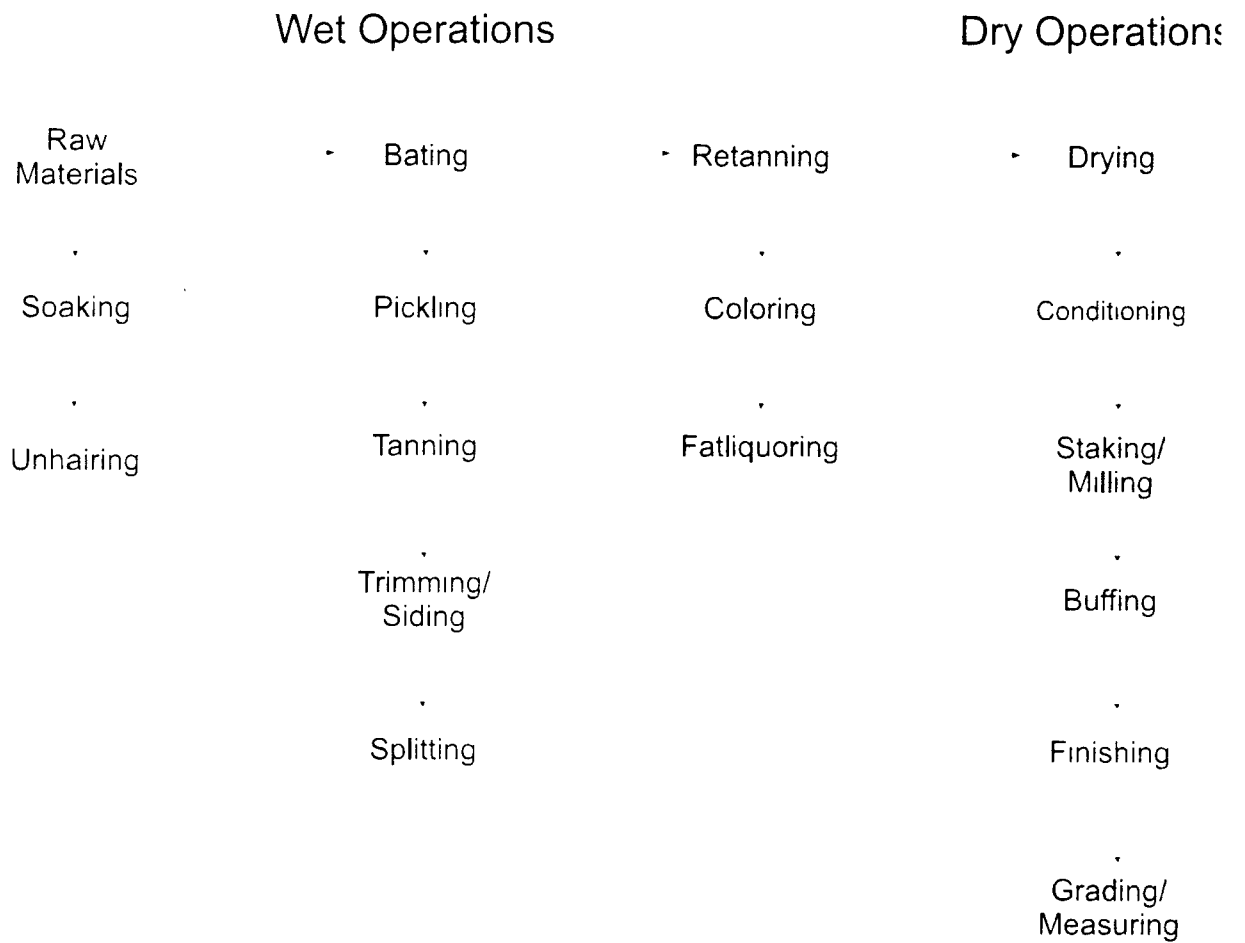 Wet Operations
Dry Operations
Raw
Materials
Soaking
Unhairing
Bating
Pickling
Tanning
Trimming/
Siding
Splitting
Retanning
Coloring
Fatliquoring
Drying
Conditioning
Staking/
Milling
Buffing
Finishing
Grading/
Measuring